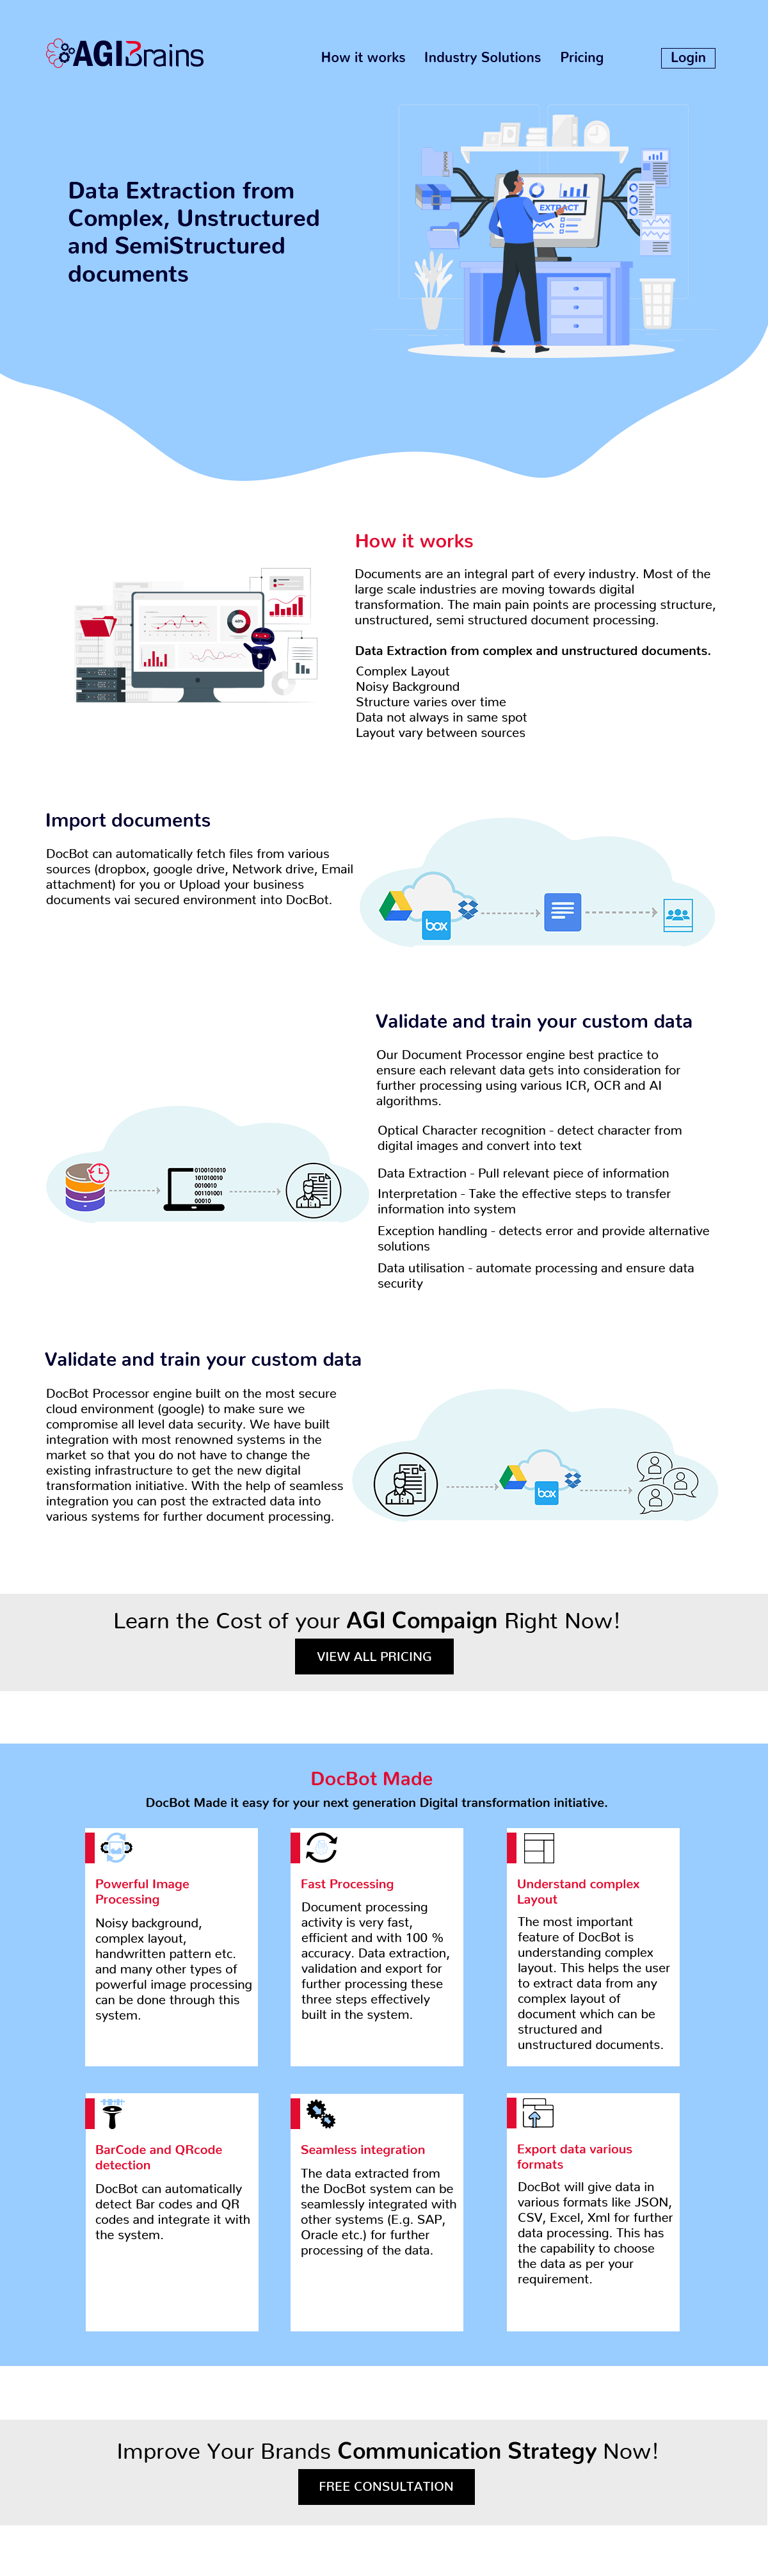 AGIBrains
How it works Industry Solutions Pricing Login
Data Extraction from
Complex, Unstructured
and SemiStructured
documents
EXTRACT
How it works
Documents are an integral part of every industry. Most of the
large scale industries are moving towards digital
transformation. The main pain points are processing structure,
unstructured, semi structured document processing.
Data Extraction from complex and unstructured documents.
Complex Layout
Noisy Background
Structure varies over time
Data not always in same spot
Layout vary between sources
Import documents
DocBot can automatically fetch files from various
sources (dropbox, google drive, Network drive, Email
attachment) for you or Upload your business
documents vai secured environment into DocBot.
box
Validate and train your custom data
Our Document Processor engine best practice to
ensure each relevant data gets into consideration for
further processing using various ICR, OCR and AI
algorithms.
Optical Character recognition - detect character from
digital images and convert into text
Data Extraction - Pull relevant piece of information
Interpretation - Take the effective steps to transfer
information into system
Exception handling - detects error and provide alternative
solutions
Data utilisation - automate processing and ensure data
security
0100101010
101010010
0010010
001101001
00010
Validate and train your custom data
DocBot Processor engine built on the most secure
cloud environment (google) to make sure we
compromise all level data security. We have built
integration with most renowned systems in the
market so that you do not have to change the
existing infrastructure to get the new digital
transformation initiative. With the help of seamless
integration you can post the extracted data into
various systems for further document processing.
box
Learn the Cost of your AGI Compaign Right Now!
VIEW ALL PRICING
DocBot Made
DocBot Made it easy for your next generation Digital transformation initiative.
Powerful Image
Processing
Noisy background,
complex layout,
handwritten pattern etc.
and many other types of
powerful image processing
can be done through this
system.
Fast Processing
Document processing
activity is very fast,
efficient and with 100 %
accuracy. Data extraction,
validation and export for
further processing these
three steps effectively
built in the system.
Understand complex
Layout
The most important
feature of DocBot is
understanding complex
layout. This helps the user
to extract data from any
complex layout of
document which can be
structured and
unstructured documents.
BarCode and QRcode
detection
DocBot can automatically
detect Bar codes and QR
codes and integrate it with
the system.
Seamless integration
The data extracted from
the DocBot system can be
seamlessly integrated with
other systems (E.g. SAP,
Oracle etc.) for further
processing of the data.
Export data various
formats
DocBot will give data in
various formats like JSON,
CSV, Excel, Xml for further
data processing. This has
the capability to choose
the data as per your
requirement.
Improve Your Brands Communication Strategy Now!
FREE CONSULTATION